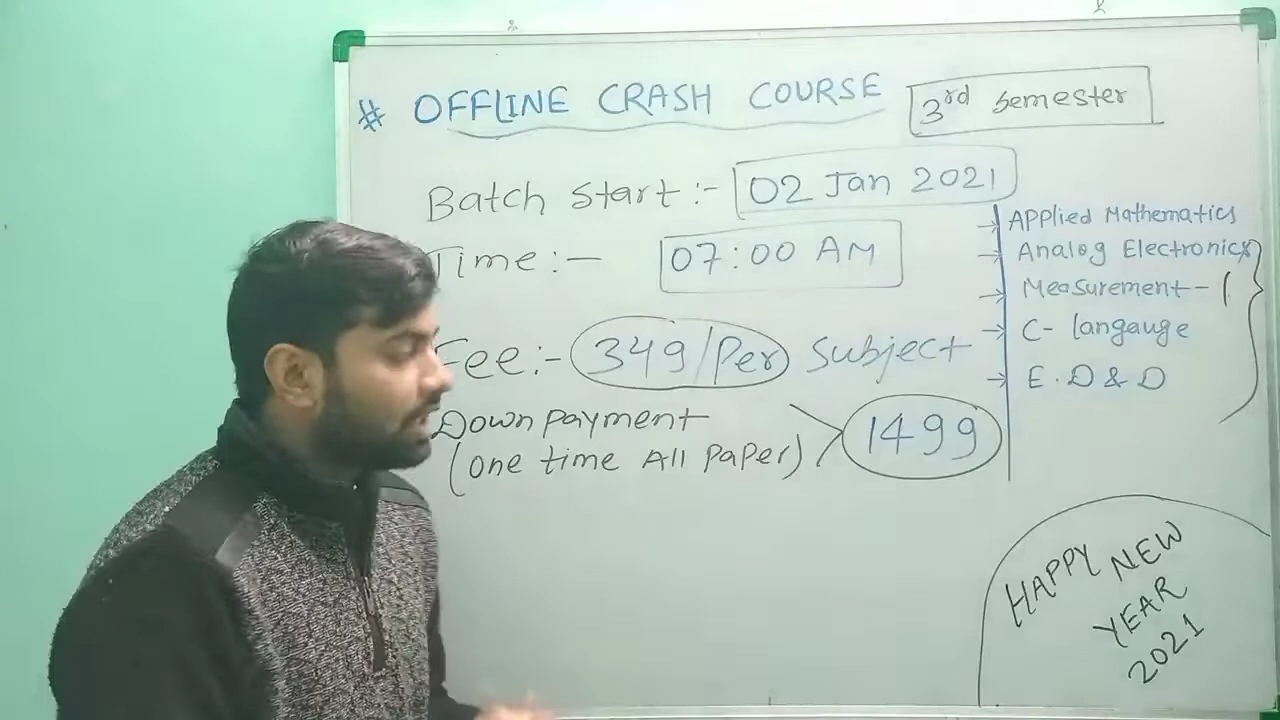 # OFFLINE CRASH COURSE 3rd Semester
Batch Start :- 02 Jan 2021
Time :- 07:00 AM
Fee :- 349/Per Subject
Down payment
(one time All Paper) 1499
→ Applied Mathematics
→ Analog Electronics
→ Measurement - 1
→ C- langauge
→ E.D & D
HAPPY NEW
YEAR
2021